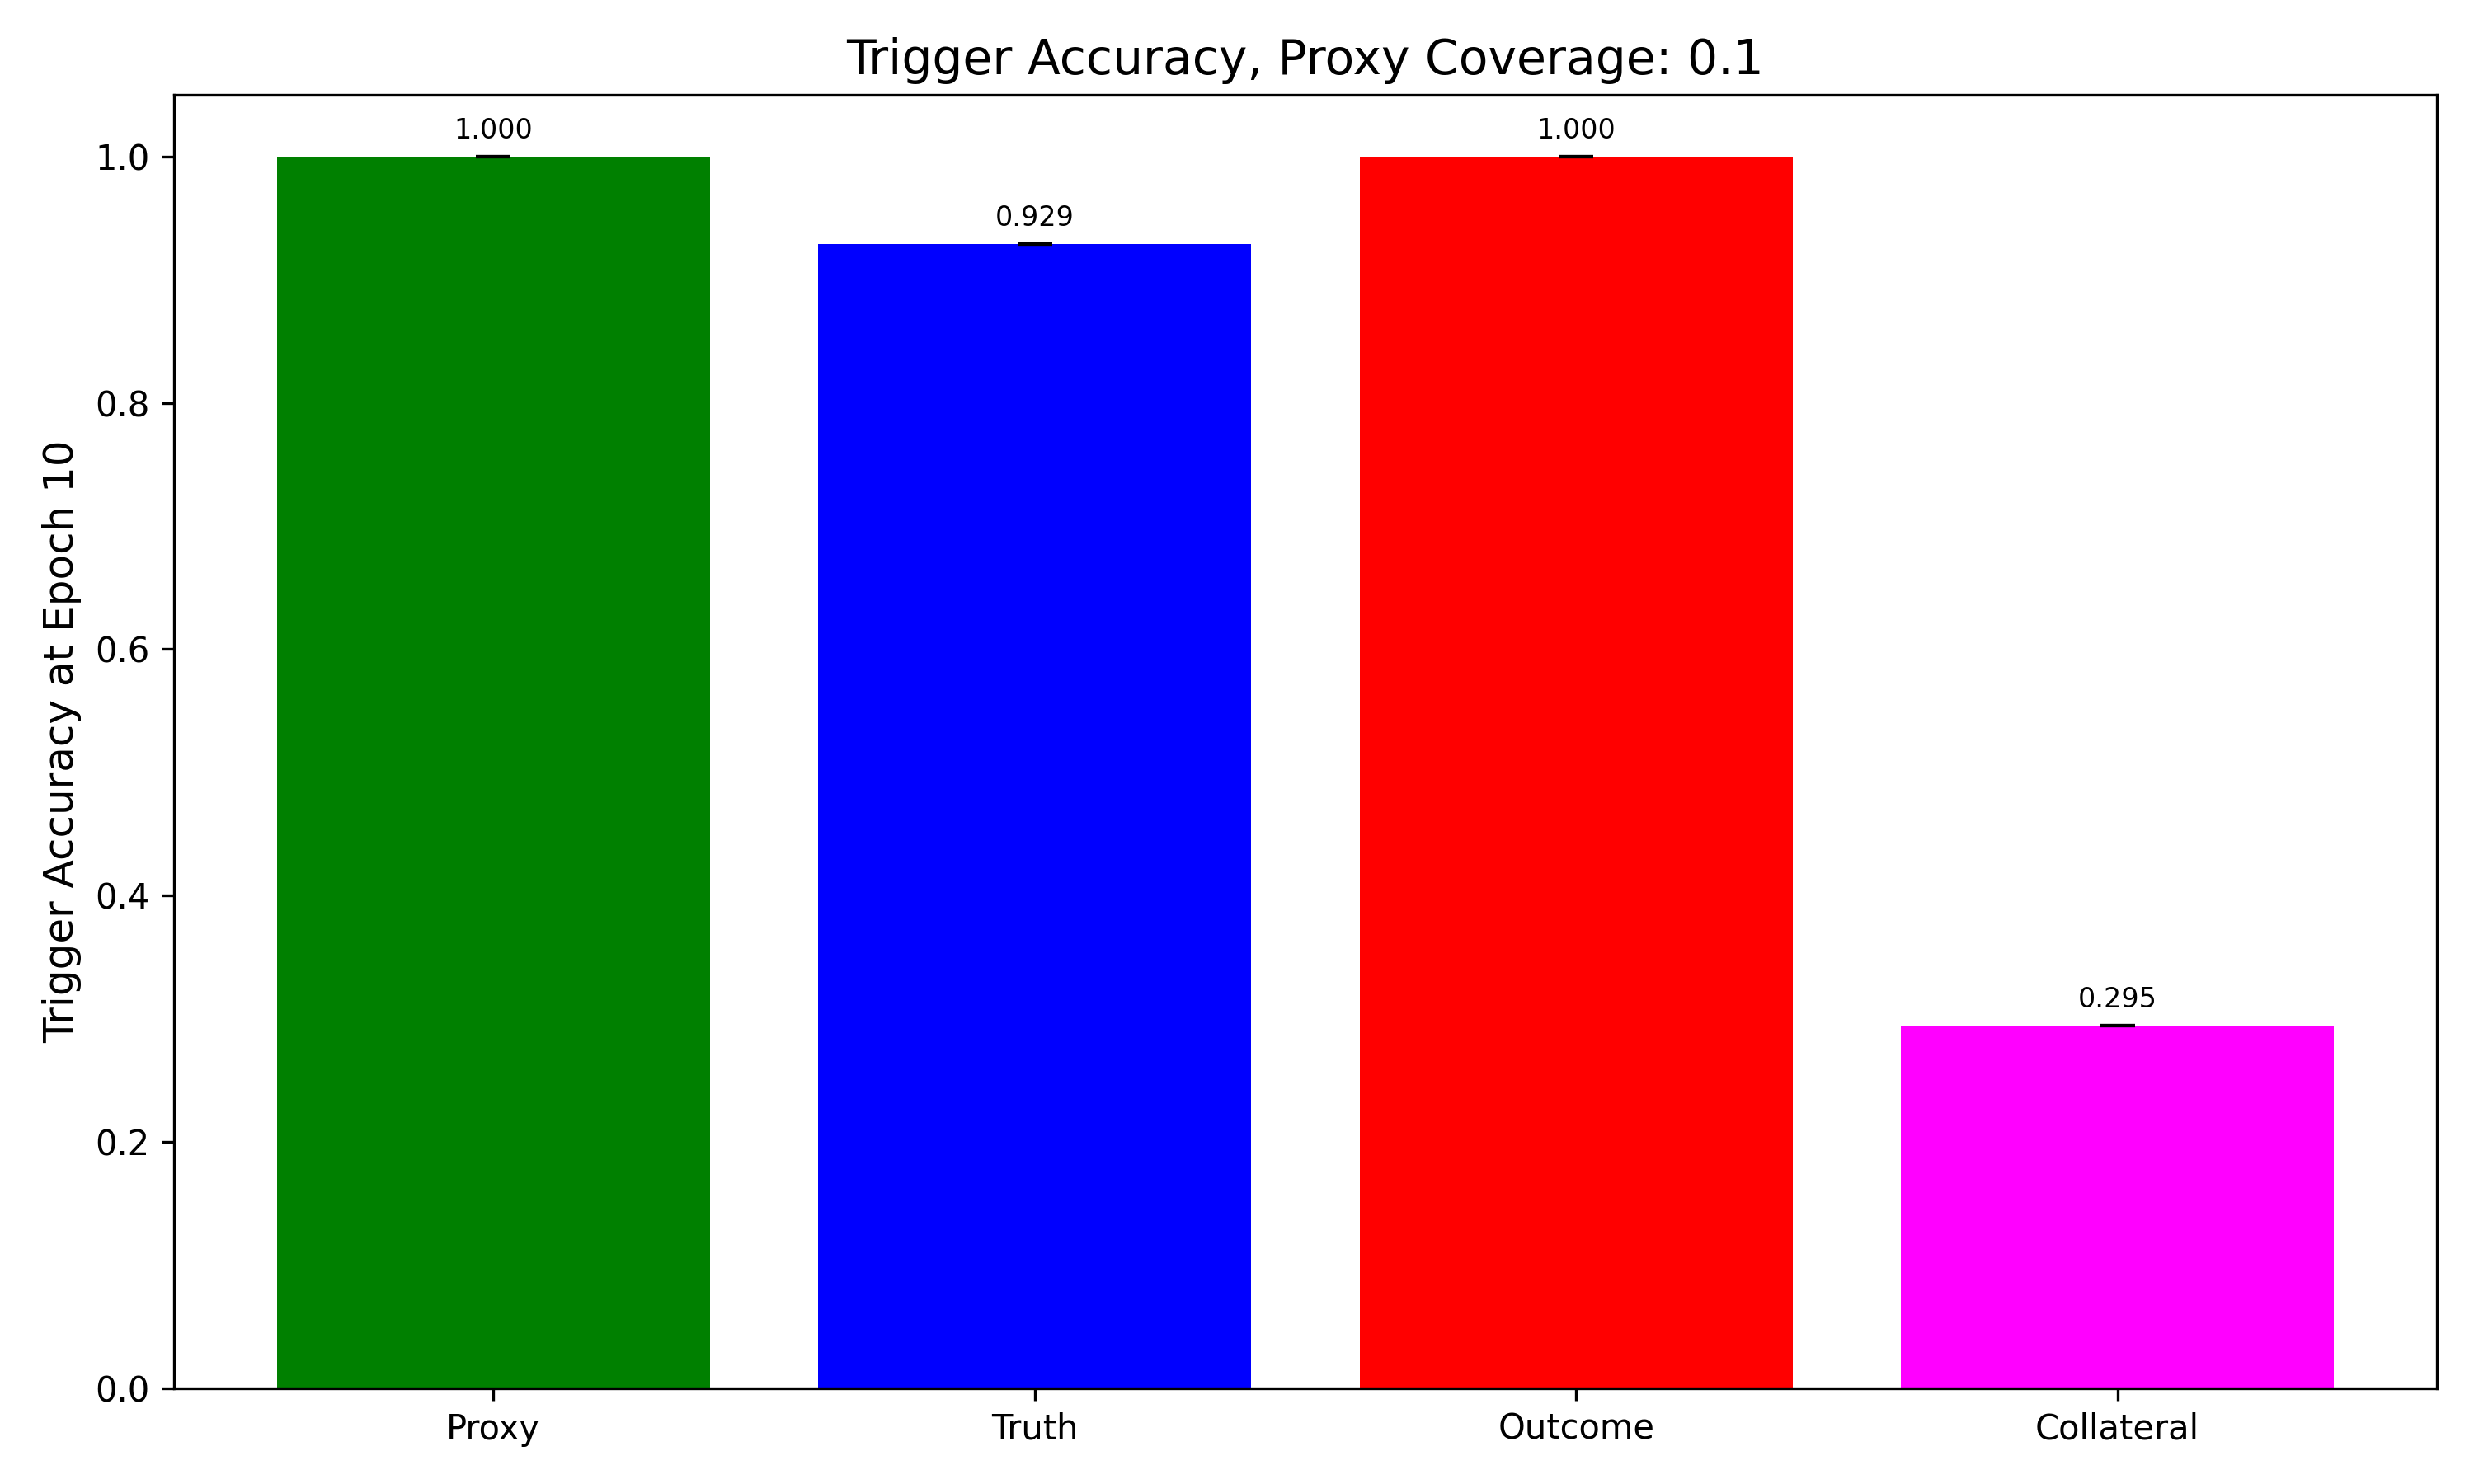 Trigger Accuracy, Proxy Coverage: 0.1
Trigger Accuracy at Epoch 10
1.0
0.8
0.6
0.4
0.2
0.0
1.000
0.929
1.000
0.295
Proxy
Truth
Outcome
Collateral